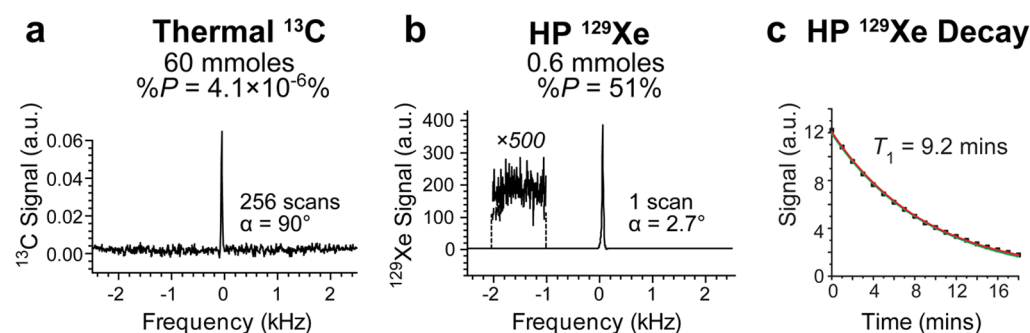 a Thermal ¹³C
60 mmoles
%P = 4.1×10⁻⁶%
¹³C Signal (a.u.)
0.06
0.04
0.02
0.00
256 scans
α = 90°
-2 -1 0 1 2
Frequency (kHz)
b HP ¹²⁹Xe
0.6 mmoles
%P = 51%
¹²⁹Xe Signal (a.u.)
400
300
200
100
0
×500
1 scan
α = 2.7°
-2 -1 0 1 2
Frequency (kHz)
c HP ¹²⁹Xe Decay
Signal (a.u.)
12
8
4
0
T₁ = 9.2 mins
0 4 8 12 16
Time (mins)